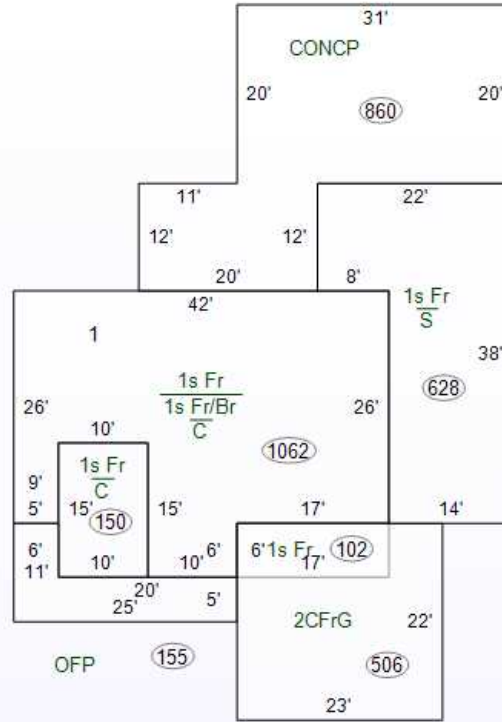 31'
CONCP
20' 20'
860
11' 22'
12' 12'
20' 8'
42'
1s Fr
S
1
38'
1s Fr
1s Fr/Br
C
628
26' 26'
10'
1062
1s Fr
C
9'
5' 15' 15' 17' 14'
150
6' 6' 6' 1s Fr 102
11' 10' 10' 17'
20'
25' 5'
2CFrG 22'
OFP 155 506
23'